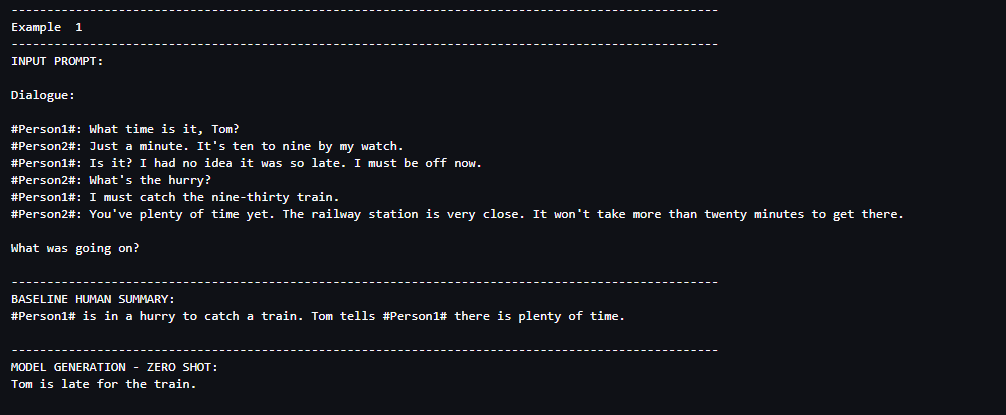 ---------------------------------------------------------------------------------------------------
Example  1
---------------------------------------------------------------------------------------------------
INPUT PROMPT:

Dialogue:

#Person1#: What time is it, Tom?
#Person2#: Just a minute. It's ten to nine by my watch.
#Person1#: Is it? I had no idea it was so late. I must be off now.
#Person2#: What's the hurry?
#Person1#: I must catch the nine-thirty train.
#Person2#: You've plenty of time yet. The railway station is very close. It won't take more than twenty minutes to get there.

What was going on?

---------------------------------------------------------------------------------------------------
BASELINE HUMAN SUMMARY:
#Person1# is in a hurry to catch a train. Tom tells #Person1# there is plenty of time.

---------------------------------------------------------------------------------------------------
MODEL GENERATION - ZERO SHOT:
Tom is late for the train.